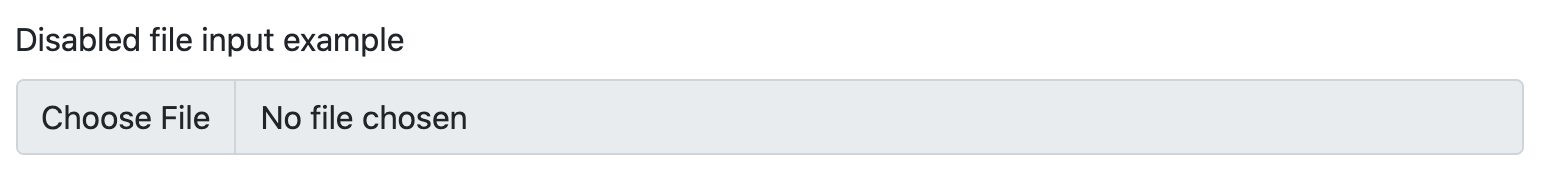 Disabled file input example
Choose File No file chosen